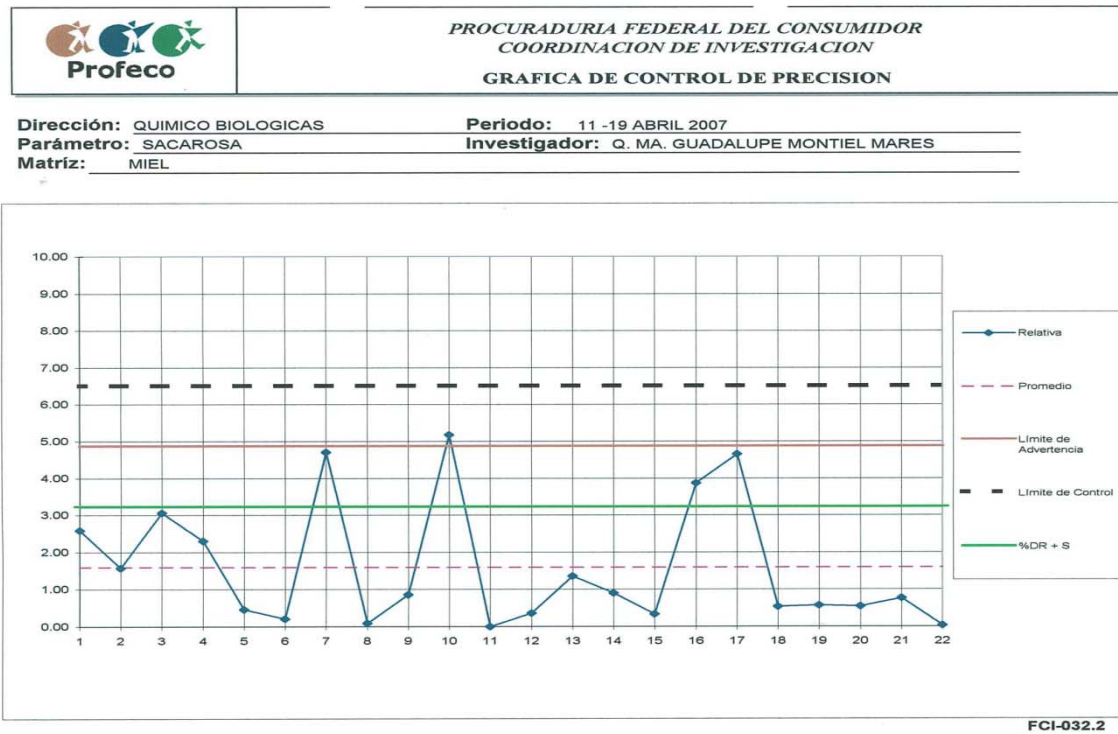 Profeco
PROCURADURIA FEDERAL DEL CONSUMIDOR
COORDINACION DE INVESTIGACION
GRAFICA DE CONTROL DE PRECISION
Dirección: QUIMICO BIOLOGICAS Periodo: 11 -19 ABRIL 2007
Parámetro: SACAROSA Investigador: Q. MA. GUADALUPE MONTIEL MARES
Matríz: MIEL
10.00
9.00
8.00
7.00
6.00
5.00
4.00
3.00
2.00
1.00
0.00
1 2 3 4 5 6 7 8 9 10 11 12 13 14 15 16 17 18 19 20 21 22
Relativa
Promedio
LImite de
Advertencia
LImite de Control
%DR + S
FCI-032.2